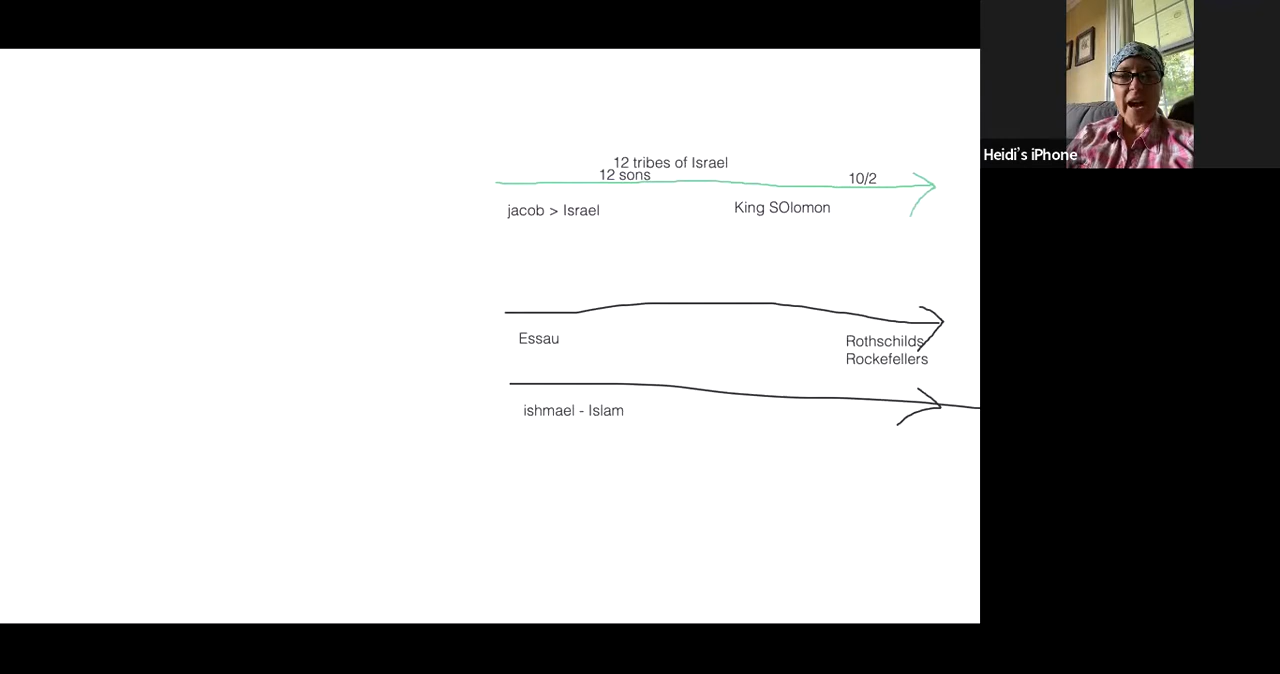 12 tribes of Israel
12 sons
10/2
jacob > Israel
King SOlomon
Essau
Rothschilds
Rockefellers
ishmael - Islam
Heidi's iPhone